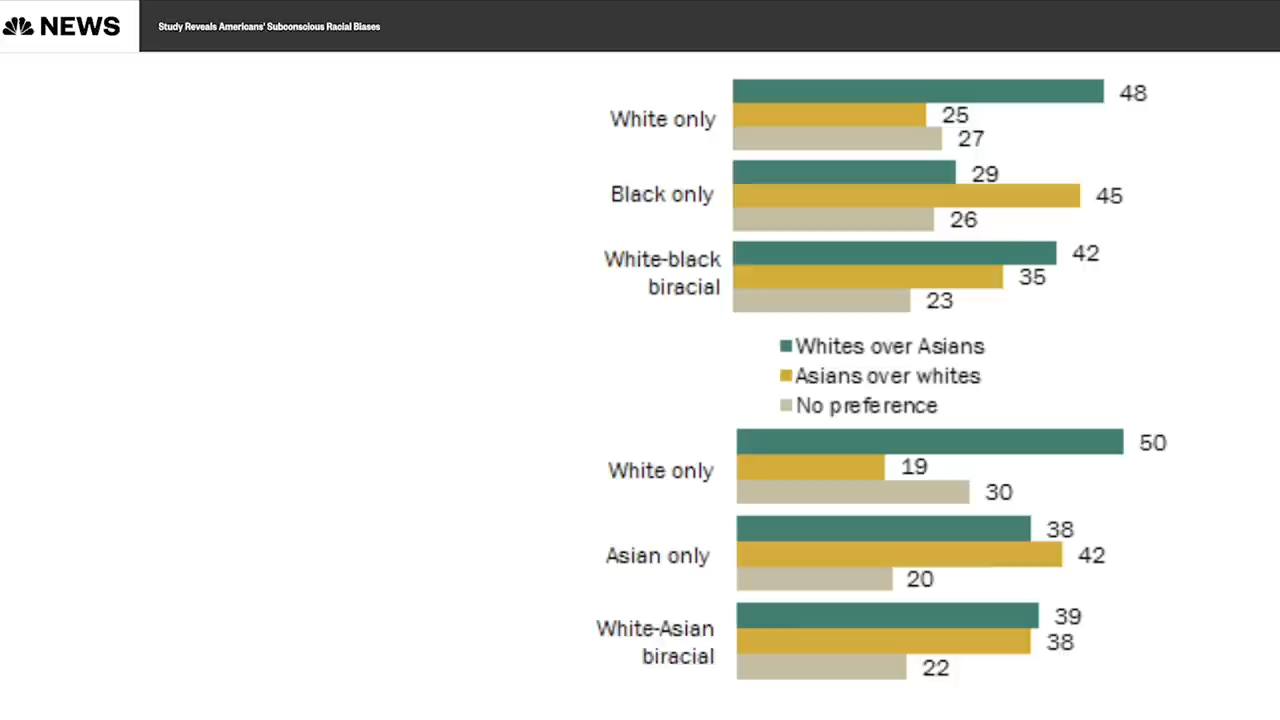 NEWS
Study Reveals Americans' Subconscious Racial Biases
48
White only
25
27
29
Black only
45
26
42
White-black
biracial
35
23
Whites over Asians
Asians over whites
No preference
50
White only
19
30
38
Asian only
42
20
39
White-Asian
biracial
38
22